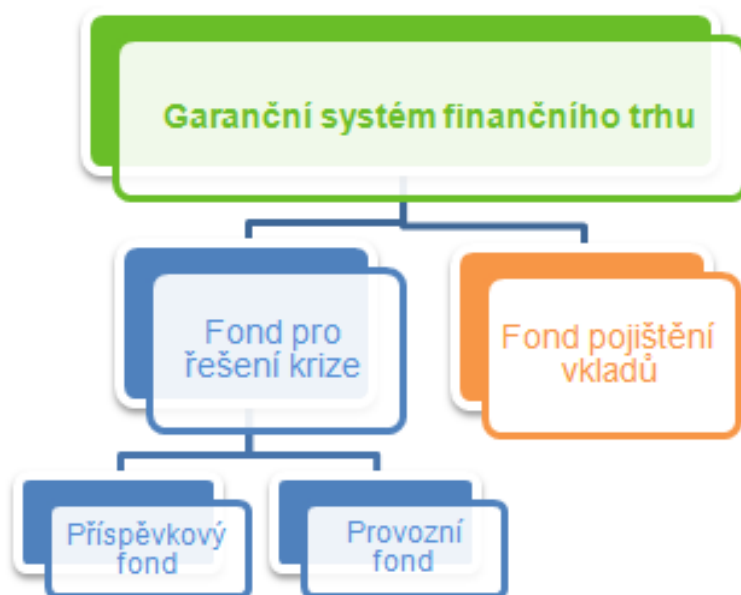 Garanční systém finančního trhu
Fond pro
řešení krize
Fond pojištění
vkladů
Příspěvkový
fond
Provozní
fond